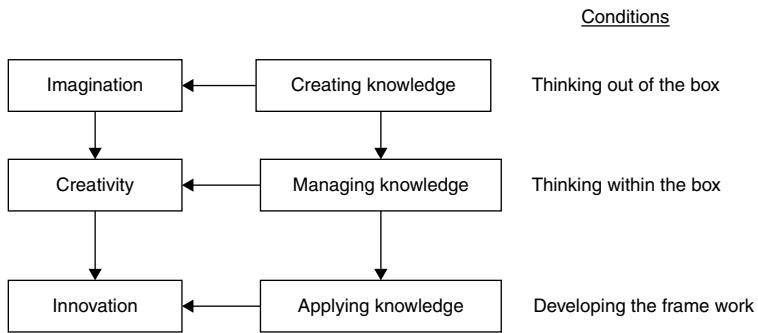 Conditions
Imagination
Creating knowledge
Thinking out of the box
Creativity
Managing knowledge
Thinking within the box
Innovation
Applying knowledge
Developing the frame work